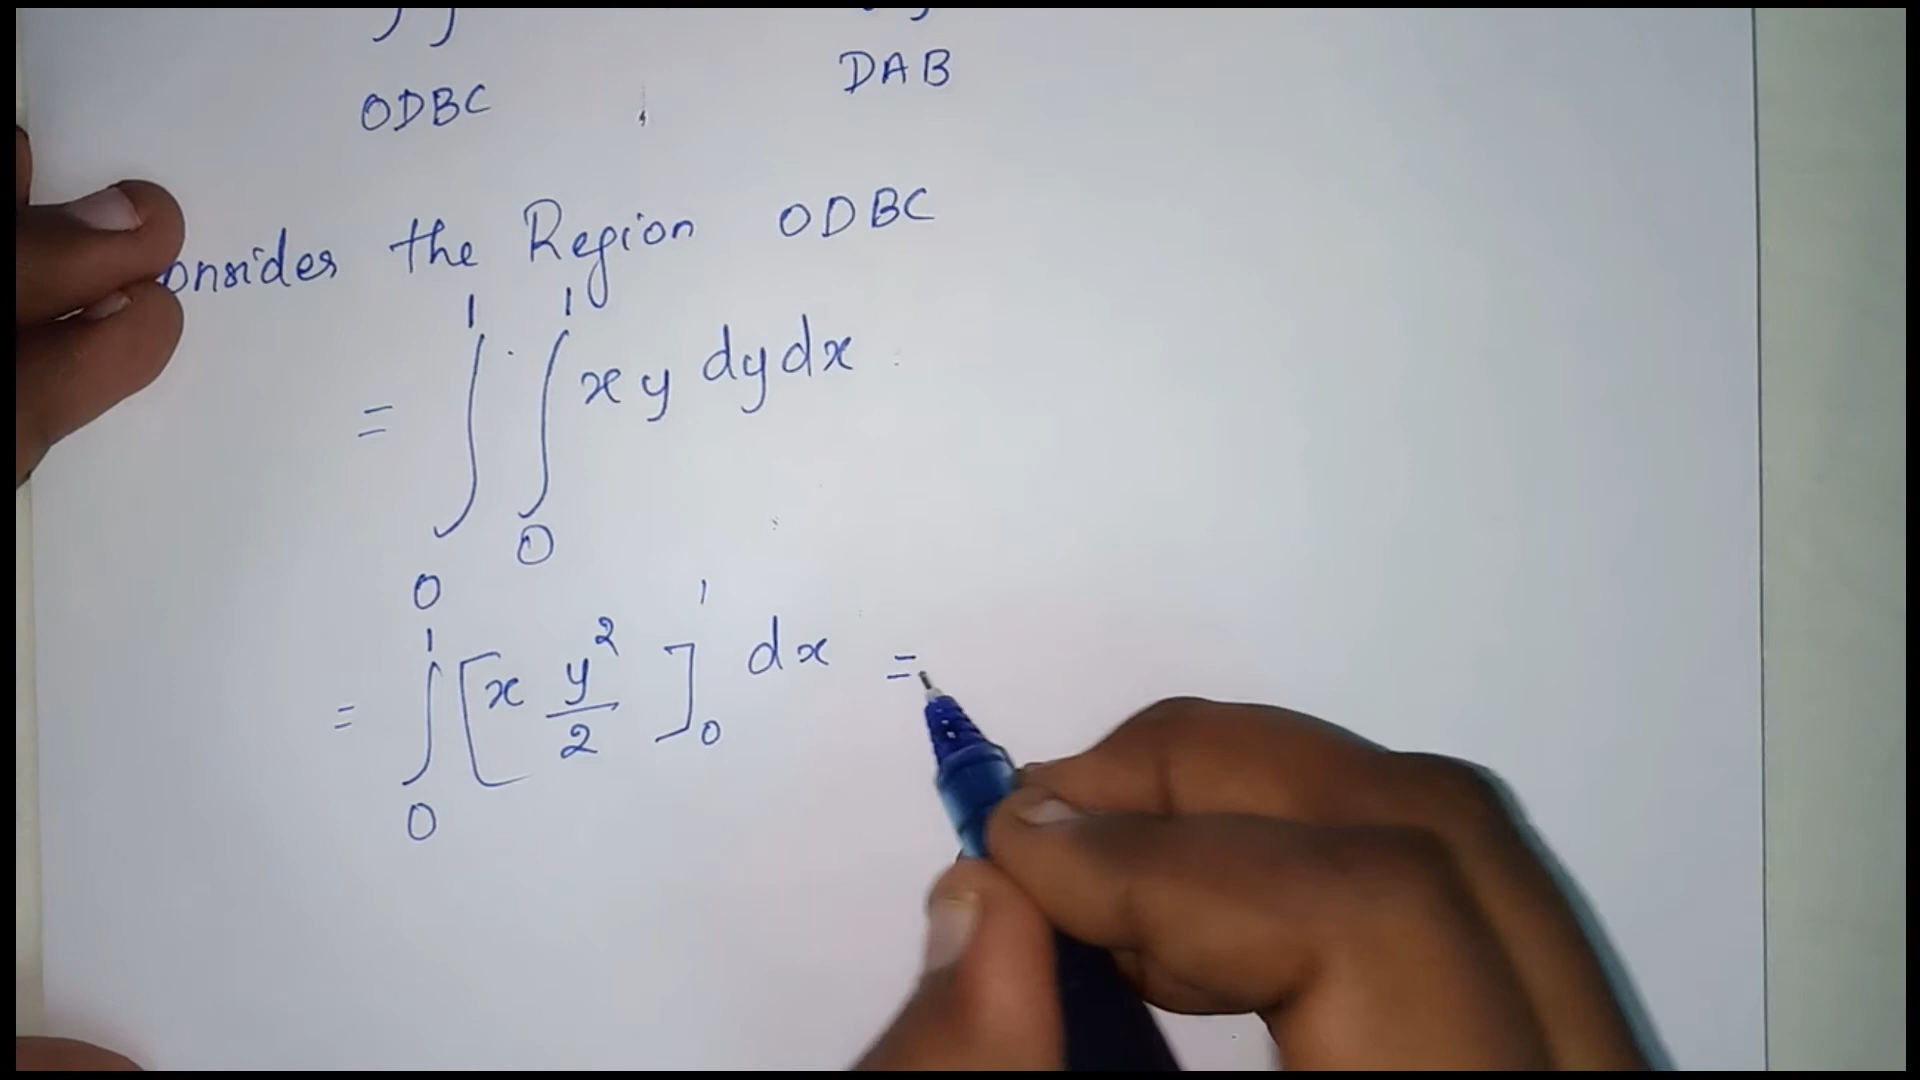 ∫∫
ODBC DAB
onsider the Region ODBC
= ∫₀¹ ∫₀¹ xy dy dx
= ∫₀¹ [x y²/2]₀¹ dx =